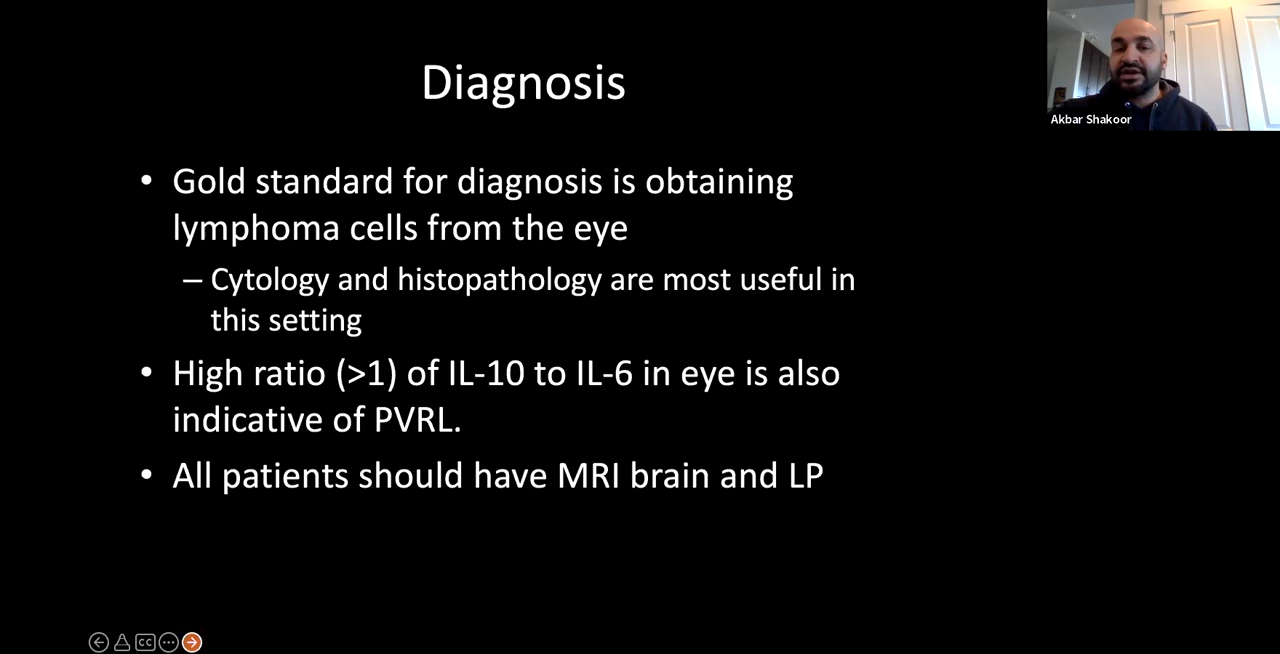 Diagnosis
Akbar Shakoor
• Gold standard for diagnosis is obtaining
lymphoma cells from the eye
– Cytology and histopathology are most useful in
this setting
• High ratio (>1) of IL-10 to IL-6 in eye is also
indicative of PVRL.
• All patients should have MRI brain and LP
CC